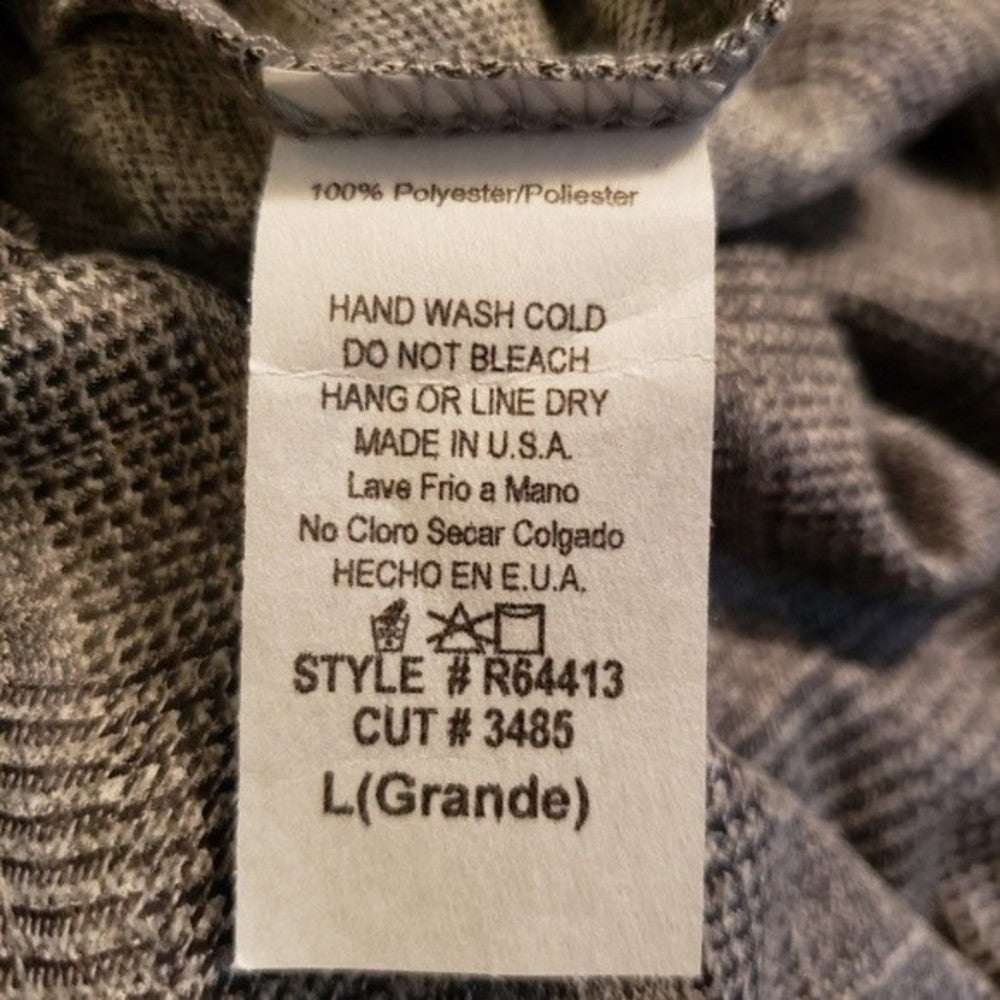 100% Polyester/Poliester
HAND WASH COLD
DO NOT BLEACH
HANG OR LINE DRY
MADE IN U.S.A.
Lave Frio a Mano
No Cloro Secar Colgado
HECHO EN E.U.A.
STYLE # R64413
CUT # 3485
L(Grande)